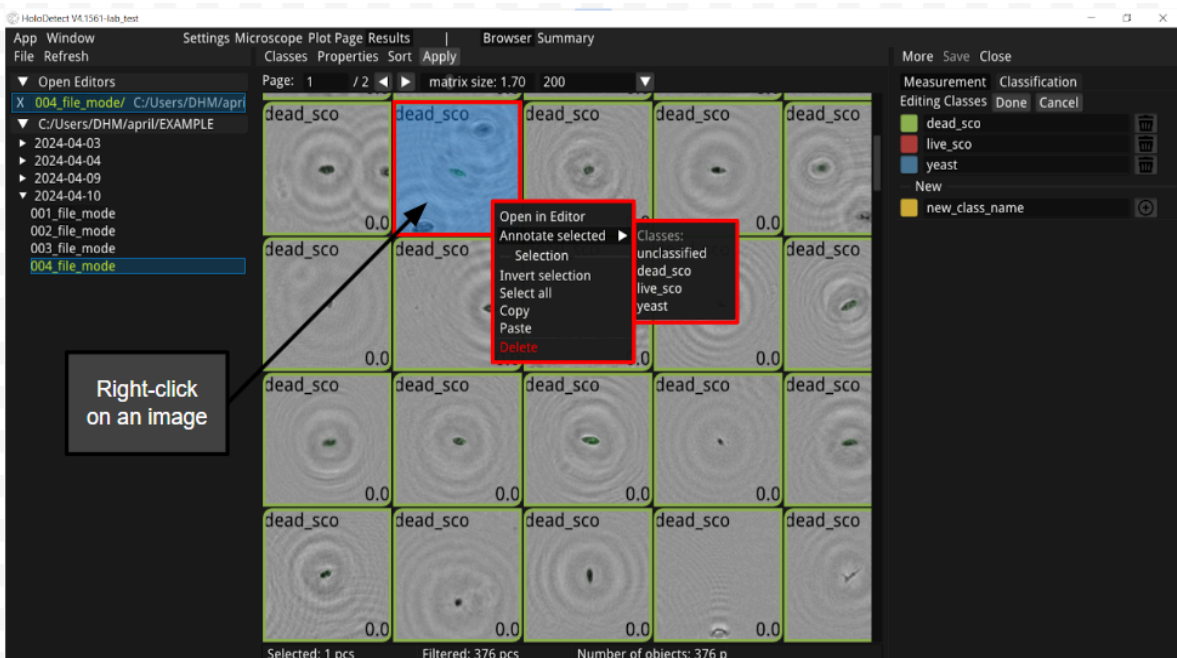 HoloDetect V4.1561-lab_test
App Window Settings Microscope Plot Page Results | Browser Summary
File Refresh Classes Properties Sort Apply More Save Close
Open Editors
X 004_file_mode/ C:/Users/DHM/apri
C:/Users/DHM/april/EXAMPLE
2024-04-03
2024-04-04
2024-04-09
2024-04-10
001_file_mode
002_file_mode
003_file_mode
004_file_mode
Right-click
on an image
Page: 1 / 2 matrix size: 1.70 200
dead_sco dead_sco dead_sco dead_sco dead_sco
0.0 0.0
Open in Editor
Annotate selected
Selection
Invert selection
Select all
Copy
Paste
Delete
Classes:
unclassified
dead_sco
live_sco
yeast
dead_sco dead_sco dead_sco
0.0 0.0 0.0
dead_sco dead_sco dead_sco dead_sco dead_sco
0.0 0.0 0.0 0.0
dead_sco dead_sco dead_sco dead_sco dead_sco
0.0 0.0 0.0 0.0
Selected: 1 pcs Filtered: 376 pcs Number of objects: 376 p
Measurement Classification
Editing Classes Done Cancel
dead_sco
live_sco
yeast
New
new_class_name